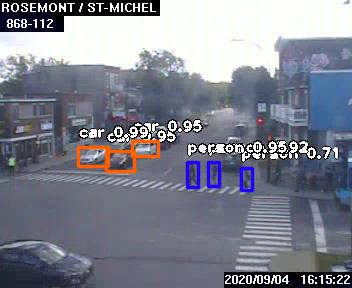 ROSEMONT / ST-MICHEL
868-112
car 0.99
car 0.95
person 0.95
person 0.71
2020/09/04 16:15:22